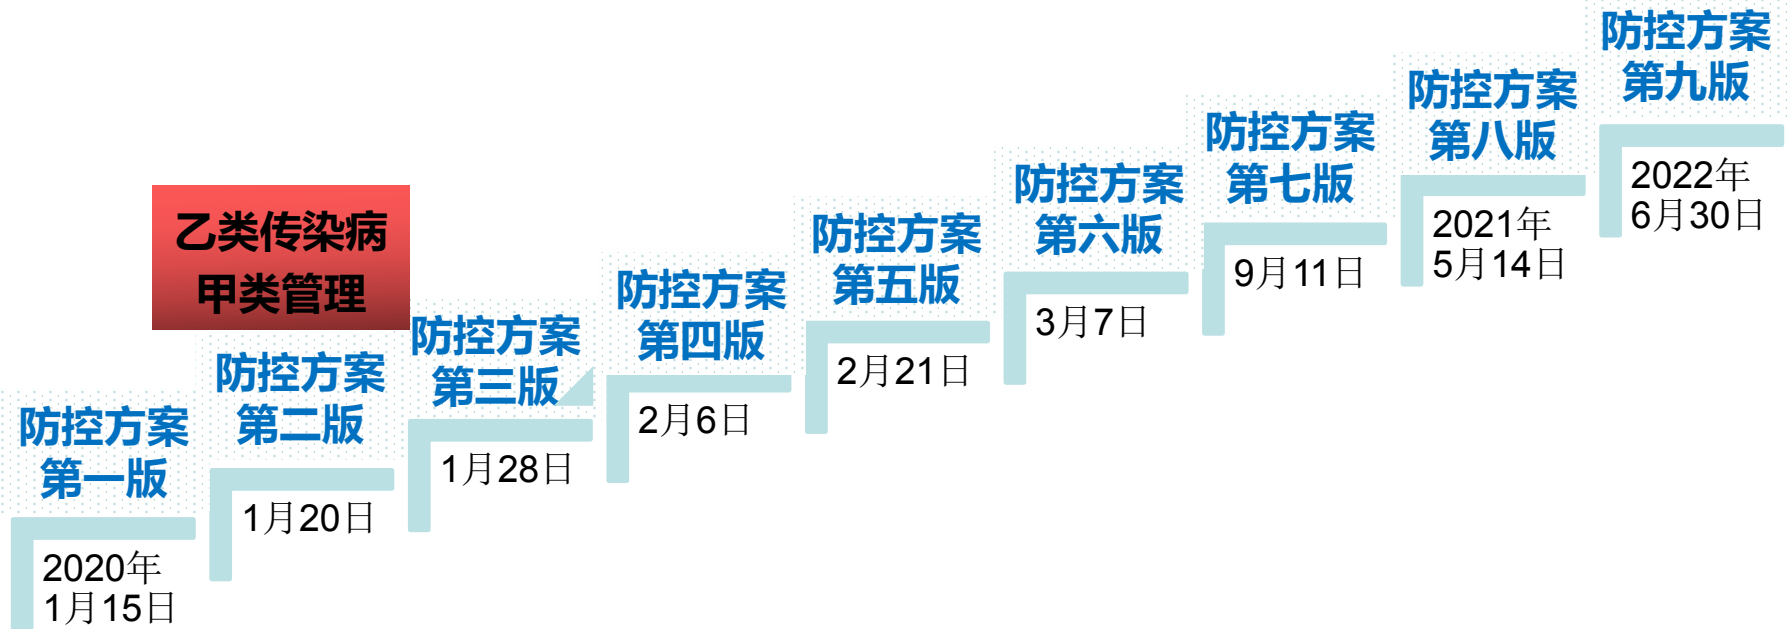 防控方案
第一版
2020年
1月15日
乙类传染病
甲类管理
防控方案
第二版
1月20日
防控方案
第三版
1月28日
防控方案
第四版
2月6日
防控方案
第五版
2月21日
防控方案
第六版
3月7日
防控方案
第七版
9月11日
防控方案
第八版
2021年
5月14日
防控方案
第九版
2022年
6月30日